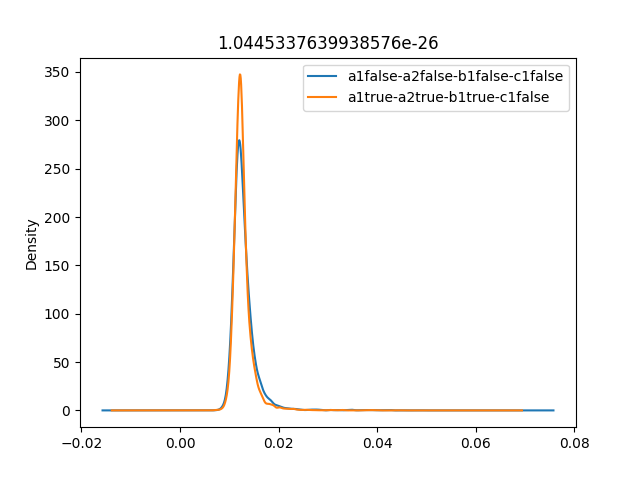 1.0445337639938576e-26
a1false-a2false-b1false-c1false
a1true-a2true-b1true-c1false
Density
350
300
250
200
150
100
50
0
−0.02 0.00 0.02 0.04 0.06 0.08